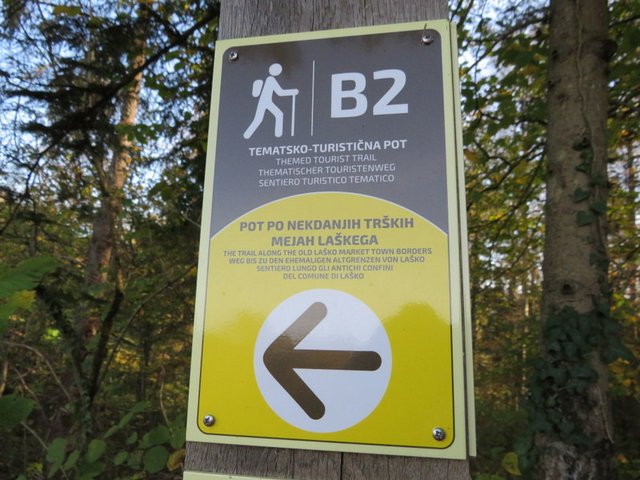 B2
TEMATSKO-TURISTIČNA POT
THEMED TOURIST TRAIL
THEMATISCHER TOURISTENWEG
SENTIERO TURISTICO TEMATICO
POT PO NEKDANJIH TRŠKIH
MEJAH LAŠKEGA
THE TRAIL ALONG THE OLD LAŠKO MARKET TOWN BORDERS
WEG BIS ZU DEN EHEMALIGEN ALTGRENZEN VON LAŠKO
SENTIERO LUNGO GLI ANTICHI CONFINI
DEL COMUNE DI LAŠKO